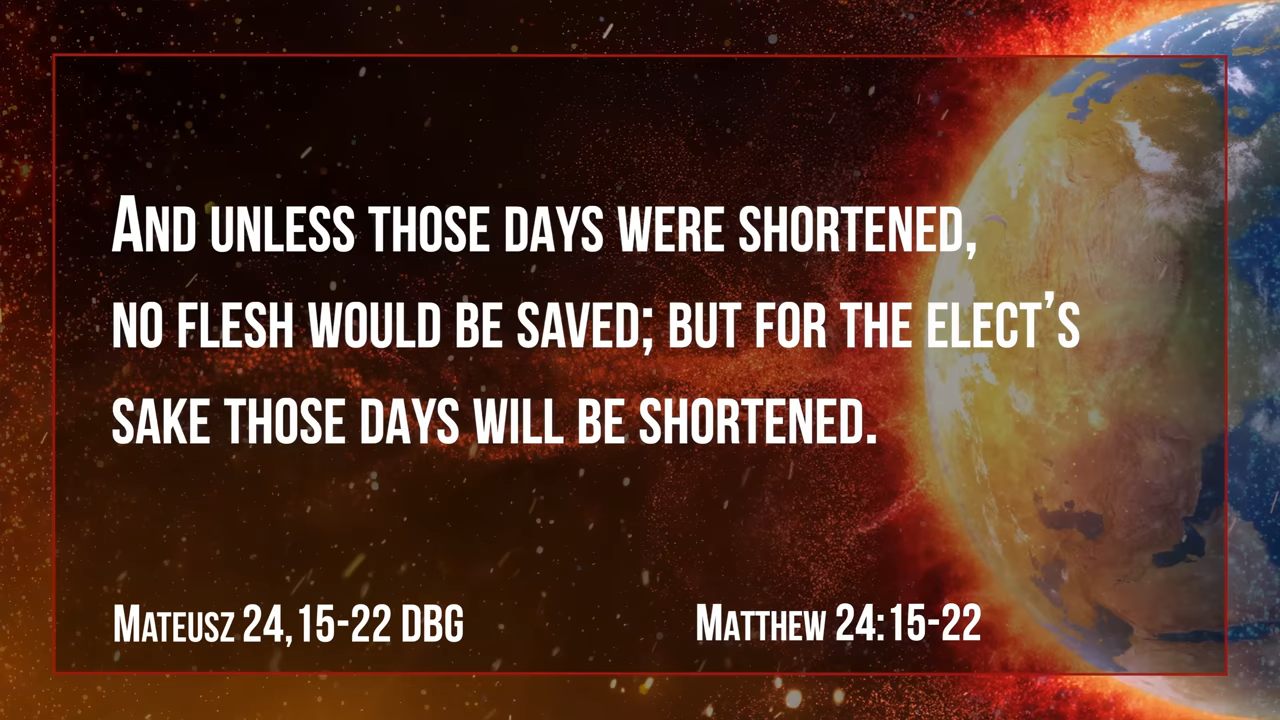 And unless those days were shortened,
no flesh would be saved; but for the elect's
sake those days will be shortened.
Mateusz 24,15-22 DBG
Matthew 24:15-22